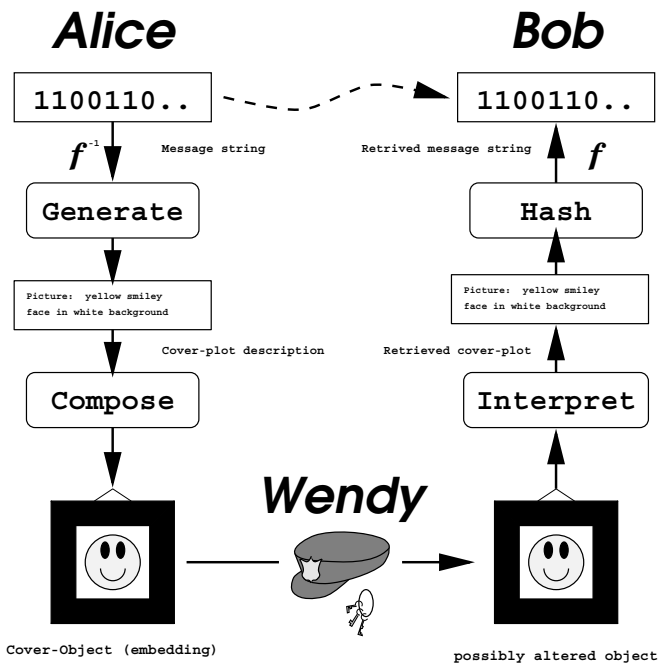 Alice
Bob
1100110..
1100110..
f -1
Message string
Retrived message string
f
Generate
Hash
Picture: yellow smiley
face in white background
Picture: yellow smiley
face in white background
Cover-plot description
Retrieved cover-plot
Compose
Interpret
Wendy
Cover-Object (embedding)
possibly altered object